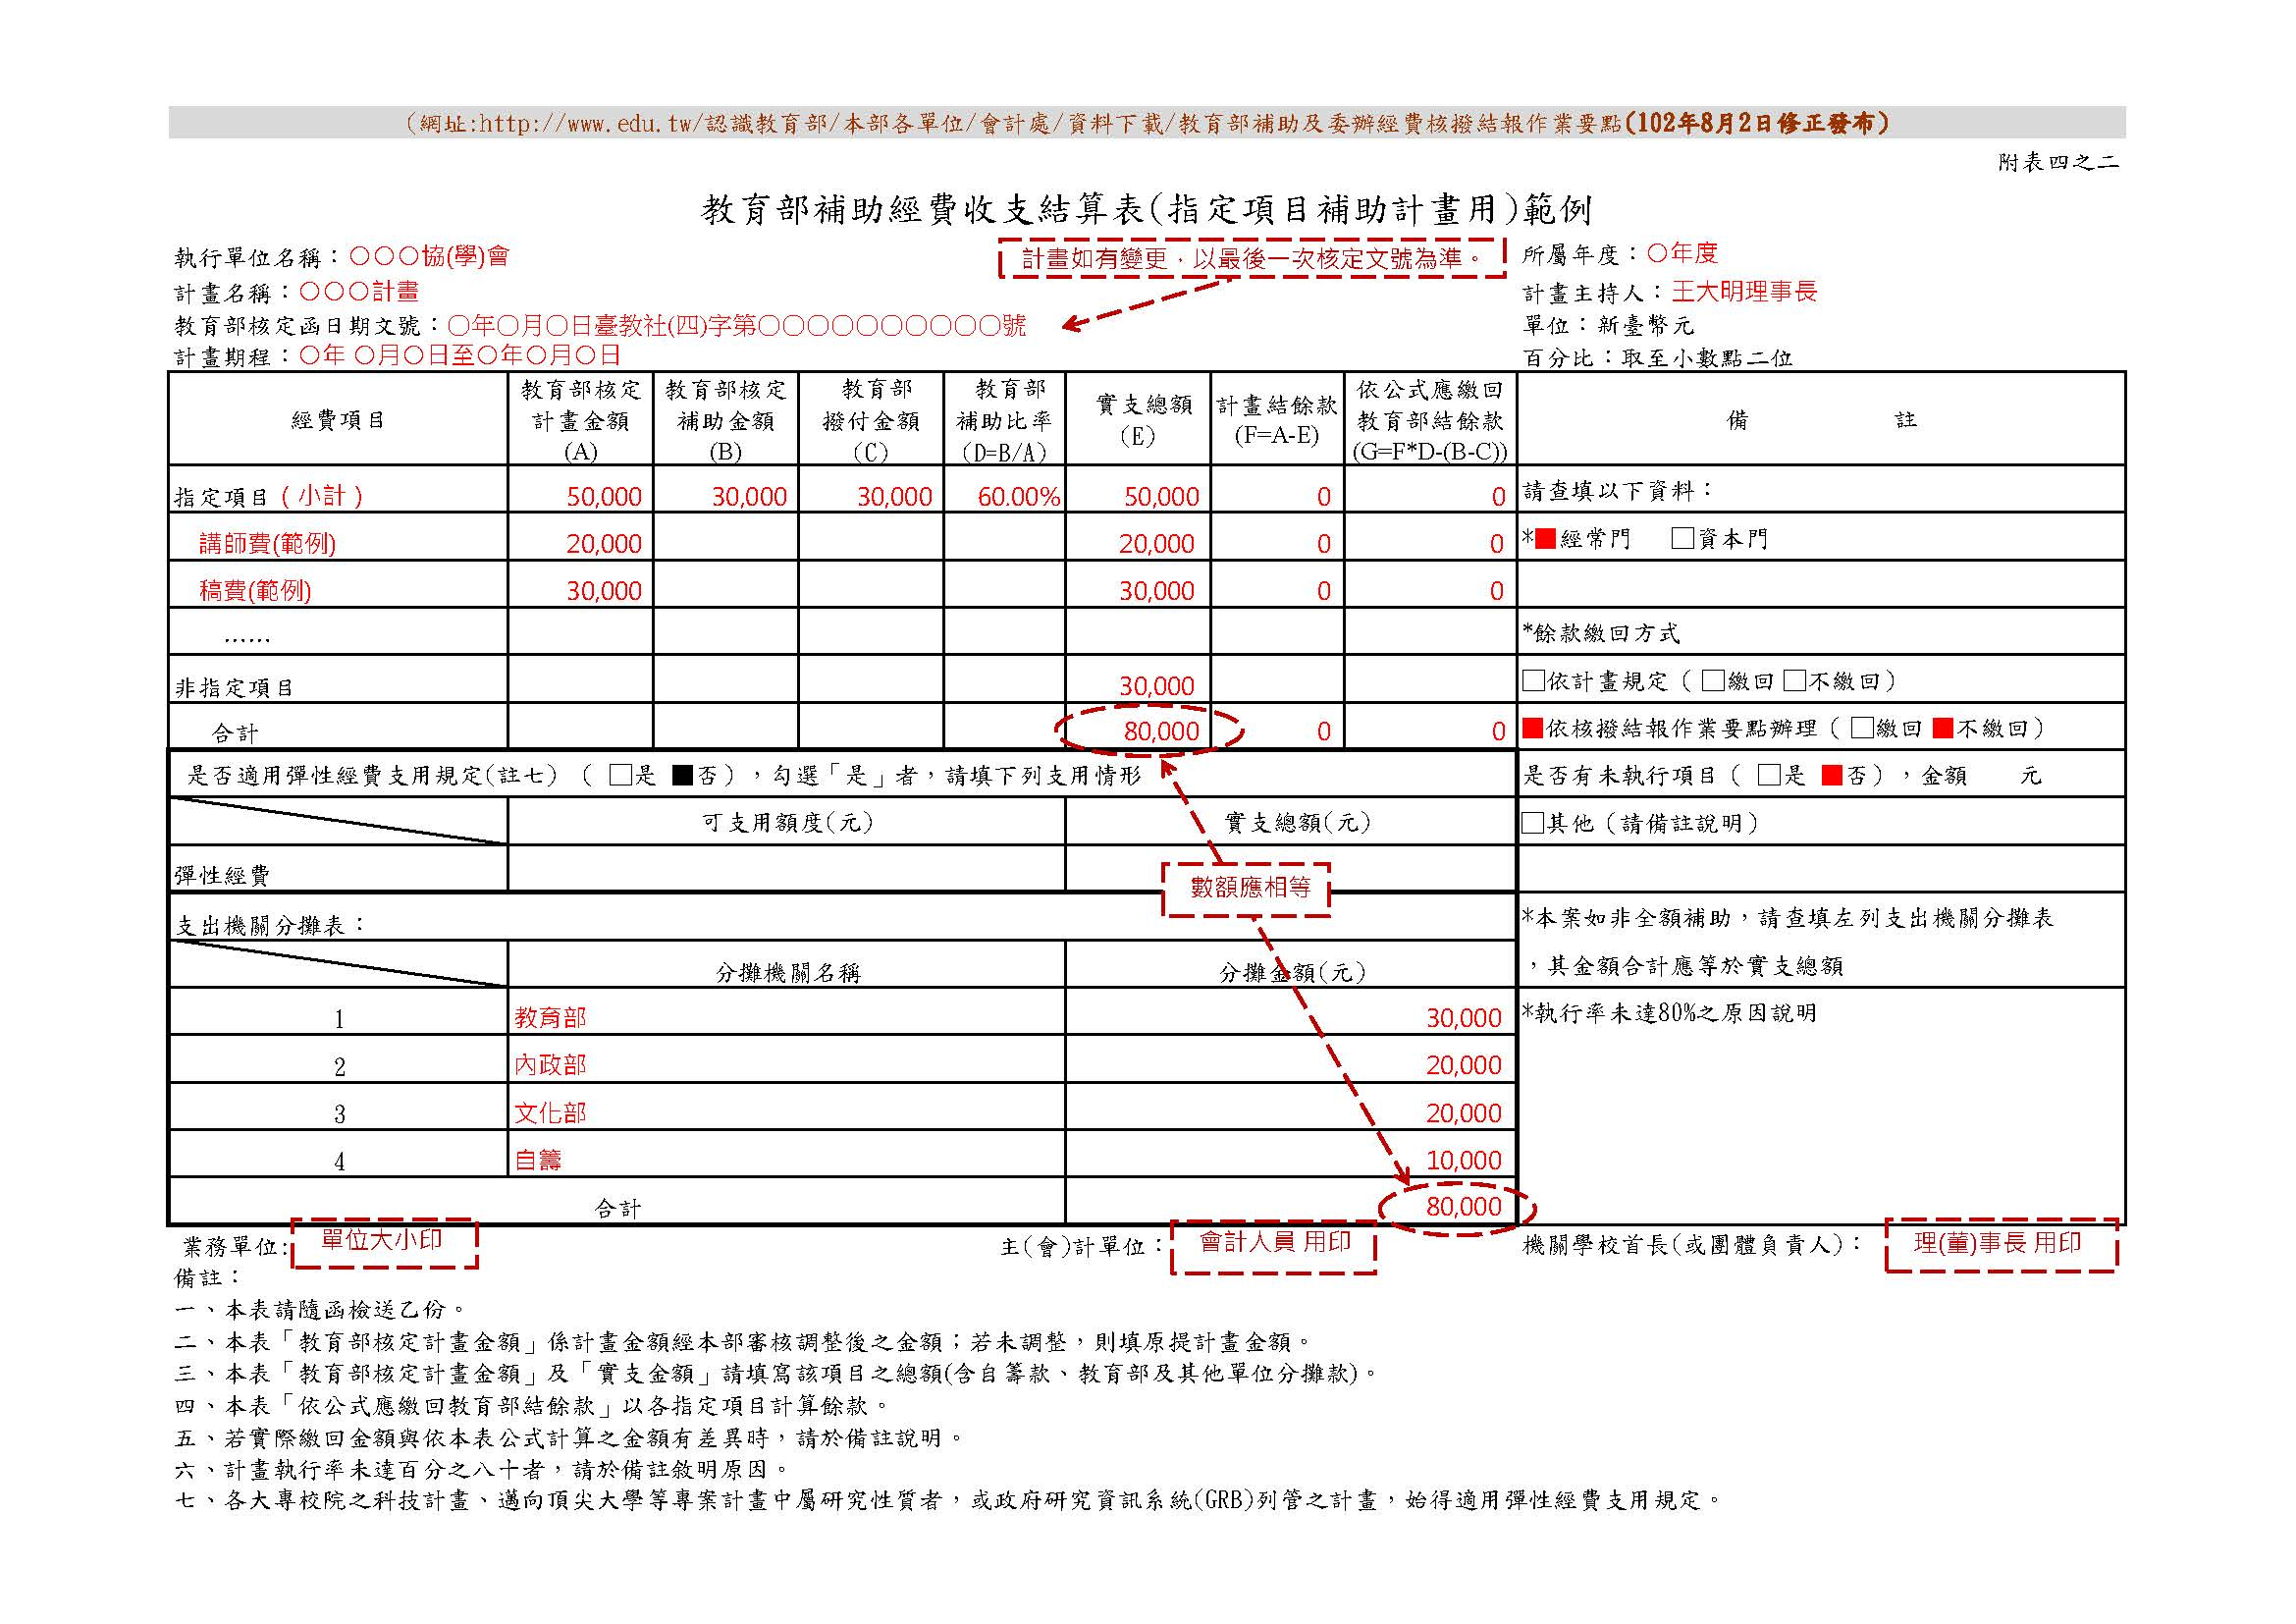 (網址:http://www.edu.tw/認識教育部/本部各單位/會計處/資料下載/教育部補助及委辦經費核撥結報作業要點(102年8月2日修正發布)
附表四之二
教育部補助經費收支結算表(指定項目補助計畫用)範例
執行單位名稱：○○○協(學)會
計畫如有變更，以最後一次核定文號為準。
所屬年度：○年度
計畫名稱：○○○計畫
計畫主持人：王大明理事長
教育部核定函日期文號：○年○月○日臺教社(四)字第○○○○○○○○○○號
單位：新臺幣元
計畫期程：○年 ○月○日至○年○月○日
百分比：取至小數點二位
經費項目 教育部核定計畫金額(A) 教育部核定補助金額(B) 教育部撥付金額(C) 教育部補助比率(D=B/A) 實支總額(E) 計畫結餘款(F=A-E) 依公式應繳回教育部結餘款(G=F*D-(B-C)) 備 註
指定項目（小計） 50,000 30,000 30,000 60.00% 50,000 0 0 請查填以下資料：
講師費(範例) 20,000 20,000 0 0 *■經常門 □資本門
稿費(範例) 30,000 30,000 0 0
…… *餘款繳回方式
非指定項目 30,000 □依計畫規定（□繳回 □不繳回）
合計 80,000 0 0 ■依核撥結報作業要點辦理（□繳回 ■不繳回）
是否適用彈性經費支用規定(註七)（ □是 ■否），勾選「是」者，請填下列支用情形 是否有未執行項目（ □是 ■否），金額 元
可支用額度(元) 實支總額(元) □其他（請備註說明）
彈性經費
數額應相等
支出機關分攤表： *本案如非全額補助，請查填左列支出機關分攤表
分攤機關名稱 分攤金額(元) ，其金額合計應等於實支總額
1 教育部 30,000 *執行率未達80%之原因說明
2 內政部 20,000
3 文化部 20,000
4 自籌 10,000
合計 80,000
業務單位: 單位大小印 主(會)計單位： 會計人員 用印 機關學校首長(或團體負責人)： 理(董)事長 用印
備註：
一、本表請隨函檢送乙份。
二、本表「教育部核定計畫金額」係計畫金額經本部審核調整後之金額；若未調整，則填原提計畫金額。
三、本表「教育部核定計畫金額」及「實支金額」請填寫該項目之總額(含自籌款、教育部及其他單位分攤款)。
四、本表「依公式應繳回教育部結餘款」以各指定項目計算餘款。
五、若實際繳回金額與依本表公式計算之金額有差異時，請於備註說明。
六、計畫執行率未達百分之八十者，請於備註敘明原因。
七、各大專校院之科技計畫、邁向頂尖大學等專案計畫中屬研究性質者，或政府研究資訊系統(GRB)列管之計畫，始得適用彈性經費支用規定。